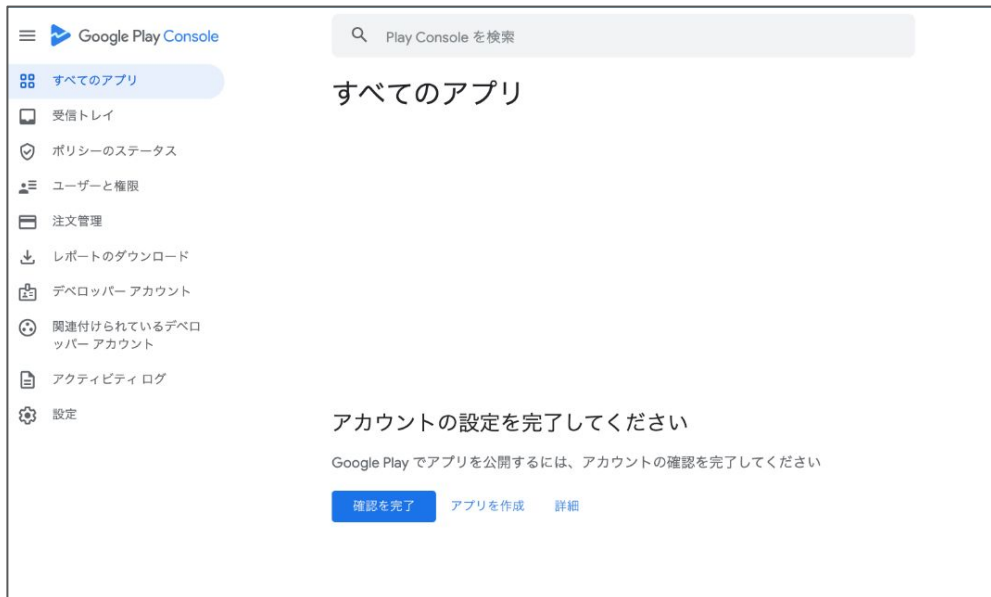 Google Play Console
Play Console を検索
すべてのアプリ
受信トレイ
ポリシーのステータス
ユーザーと権限
注文管理
レポートのダウンロード
デベロッパー アカウント
関連付けられているデベロ
ッパー アカウント
アクティビティ ログ
設定
すべてのアプリ
アカウントの設定を完了してください
Google Play でアプリを公開するには、アカウントの確認を完了してください
確認を完了 アプリを作成 詳細